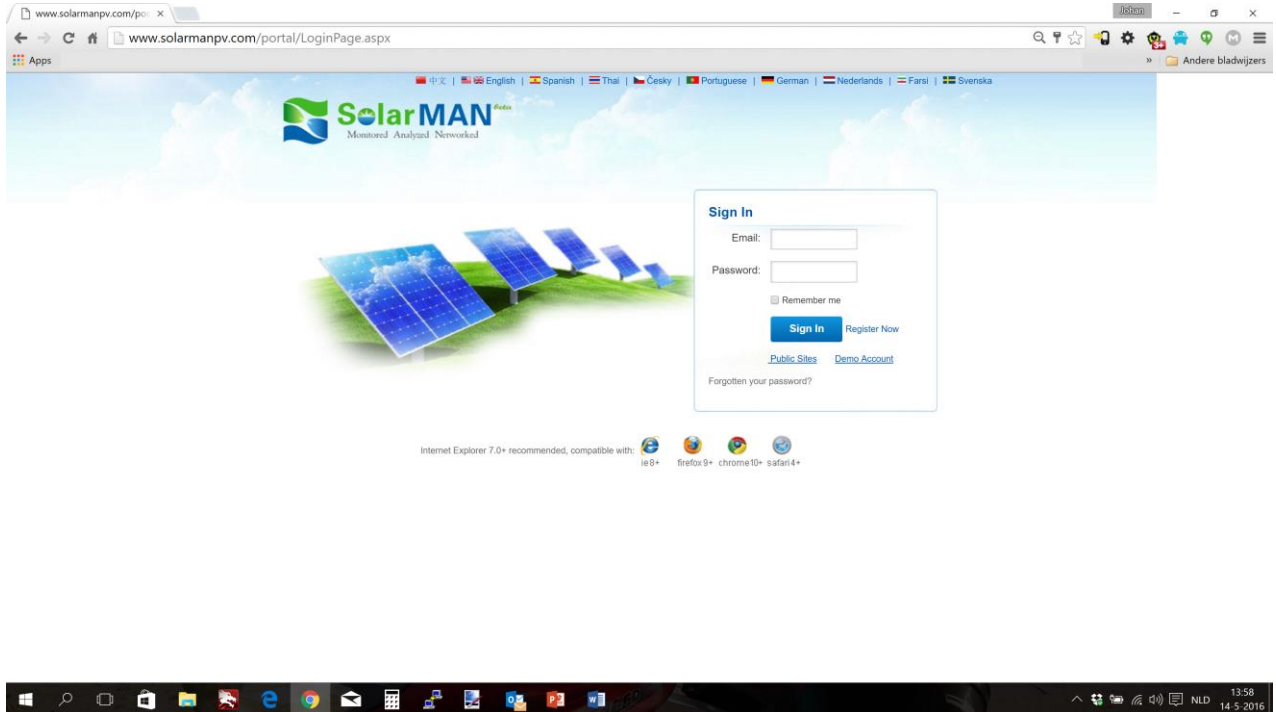 www.solarmanpv.com/po
Johan
www.solarmanpv.com/portal/LoginPage.aspx
Apps
» Andere bladwijzers
中文 | English | Spanish | Thai | Česky | Portuguese | German | Nederlands | Farsi | Svenska
SolarMAN Beta
Monitored Analyzed Networked
Sign In
Email:
Password:
Remember me
Sign In Register Now
Public Sites Demo Account
Forgotten your password?
Internet Explorer 7.0+ recommended, compatible with:
ie8+ firefox9+ chrome10+ safari4+
NLD
13:58
14-5-2016